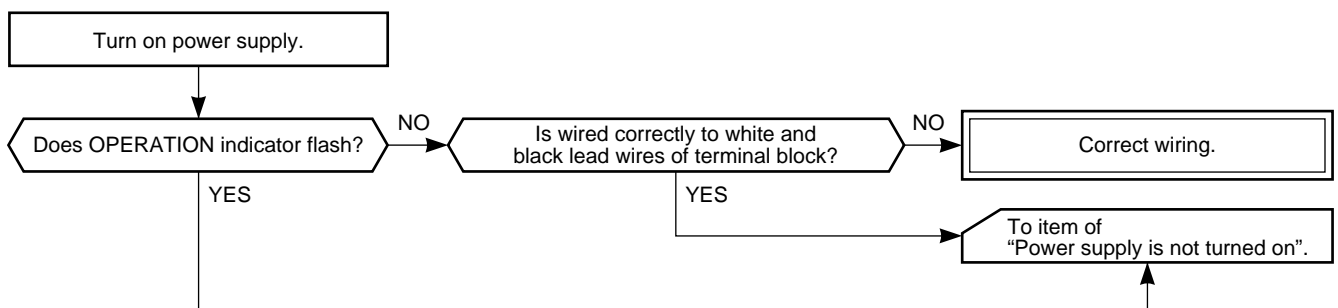 Turn on power supply.
Does OPERATION indicator flash?
NO
Is wired correctly to white and
black lead wires of terminal block?
NO
Correct wiring.
YES
YES
To item of
“Power supply is not turned on”.